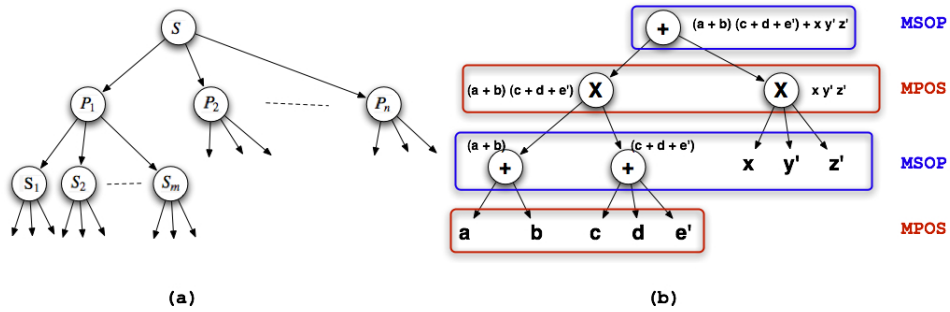 S
P1
P2
Pn
S1
S2
Sm
(a)
+
(a + b) (c + d + e') + x y' z'
MSOP
(a + b) (c + d + e')
X
X
x y' z'
MPOS
(a + b)
+
(c + d + e')
+
x
y'
z'
MSOP
a
b
c
d
e'
MPOS
(b)